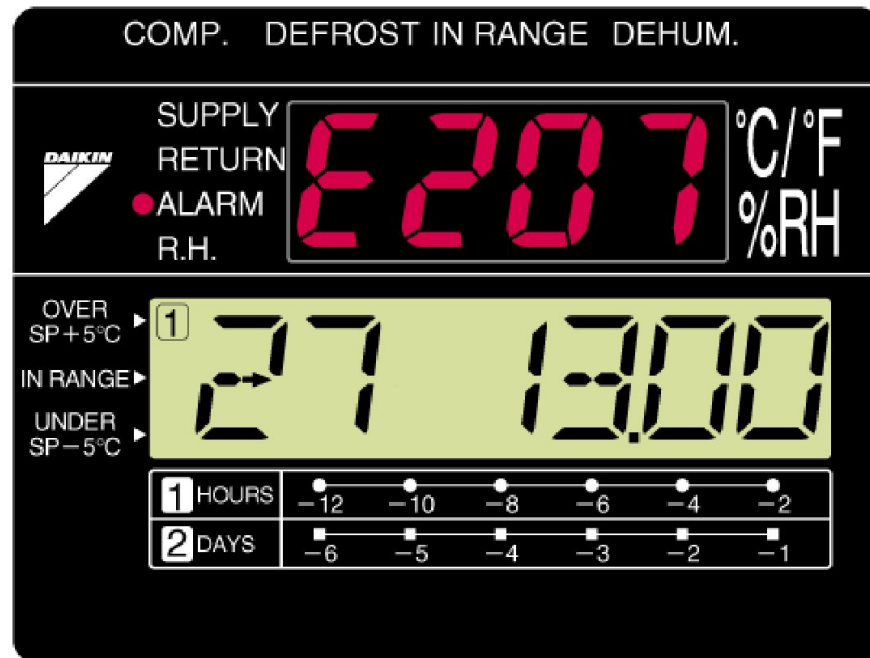 COMP. DEFROST IN RANGE DEHUM.
SUPPLY
RETURN
ALARM
R.H.
DAIKIN
E207
°C/°F
%RH
OVER
SP+5°C
IN RANGE
UNDER
SP−5°C
1
27 13.00
1 HOURS −12 −10 −8 −6 −4 −2
2 DAYS −6 −5 −4 −3 −2 −1